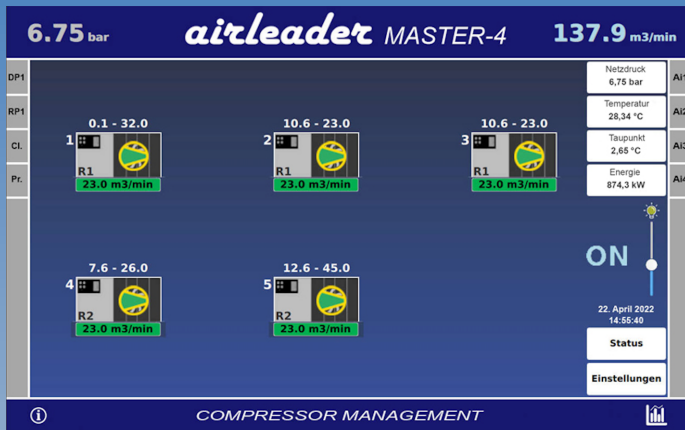 6.75 bar
airleader MASTER-4
137.9 m3/min
DP1
RP1
Cl.
Pr.
0.1 - 32.0
1
R1
23.0 m3/min
10.6 - 23.0
2
R1
23.0 m3/min
10.6 - 23.0
3
R1
23.0 m3/min
7.6 - 26.0
4
R2
23.0 m3/min
12.6 - 45.0
5
R2
23.0 m3/min
Netzdruck
6,75 bar
Temperatur
28,34 °C
Taupunkt
2,65 °C
Energie
874,3 kW
Ai1
Ai2
Ai3
Ai4
ON
22. April 2022
14:55:40
Status
Einstellungen
i
COMPRESSOR MANAGEMENT